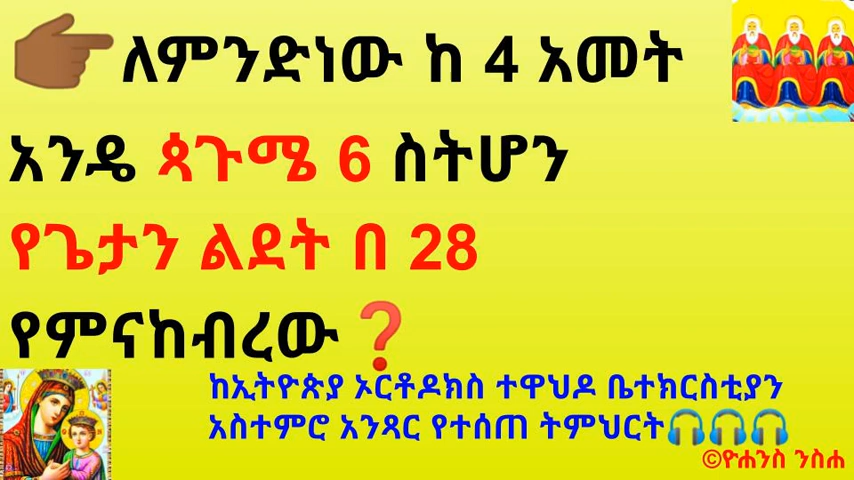 ለምንድነው ከ 4 አመት
አንዴ ጳጉሜ 6 ስትሆን
የጌታን ልደት በ 28
የምናከብረው ❓
ከኢትዮጵያ ኦርቶዶክስ ተዋህዶ ቤተክርስቲያን
አስተምሮ አንጻር የተሰጠ ትምህርት
©ዮሐንስ ንስሐ